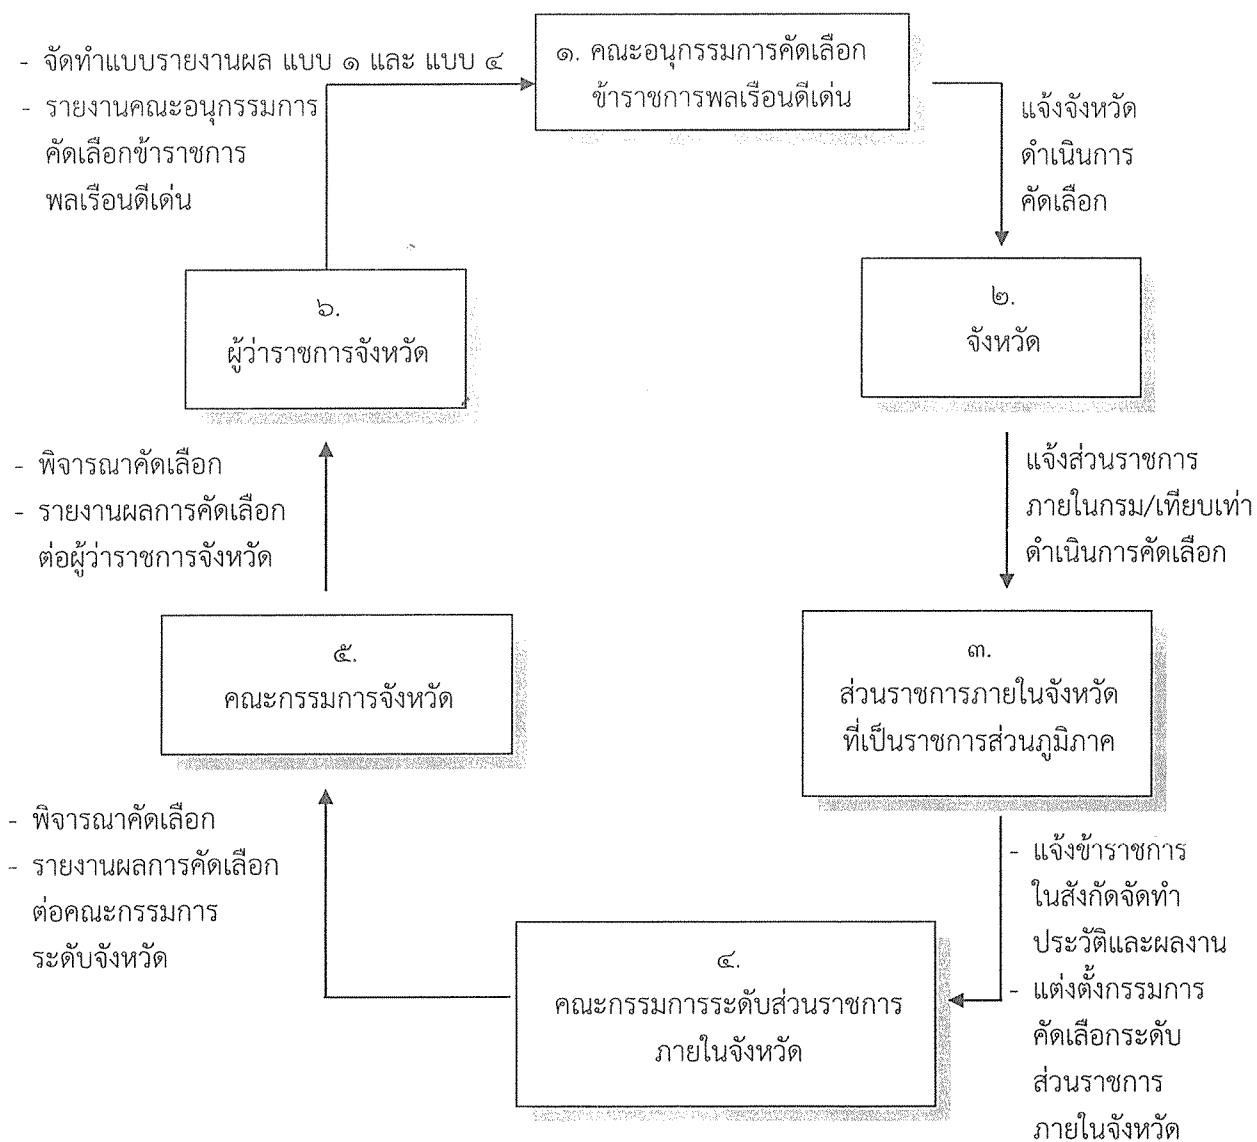 - จัดทำแบบรายงานผล แบบ ๑ และ แบบ ๔
- รายงานคณะอนุกรรมการ
คัดเลือกข้าราชการ
พลเรือนดีเด่น
๑. คณะอนุกรรมการคัดเลือก
ข้าราชการพลเรือนดีเด่น
แจ้งจังหวัด
ดำเนินการ
คัดเลือก
๒.
จังหวัด
แจ้งส่วนราชการ
ภายในกรม/เทียบเท่า
ดำเนินการคัดเลือก
๓.
ส่วนราชการภายในจังหวัด
ที่เป็นราชการส่วนภูมิภาค
- แจ้งข้าราชการ
ในสังกัดจัดทำ
ประวัติและผลงาน
- แต่งตั้งกรรมการ
คัดเลือกระดับ
ส่วนราชการ
ภายในจังหวัด
๔.
คณะกรรมการระดับส่วนราชการ
ภายในจังหวัด
- พิจารณาคัดเลือก
- รายงานผลการคัดเลือก
ต่อคณะกรรมการ
ระดับจังหวัด
๕.
คณะกรรมการจังหวัด
- พิจารณาคัดเลือก
- รายงานผลการคัดเลือก
ต่อผู้ว่าราชการจังหวัด
๖.
ผู้ว่าราชการจังหวัด